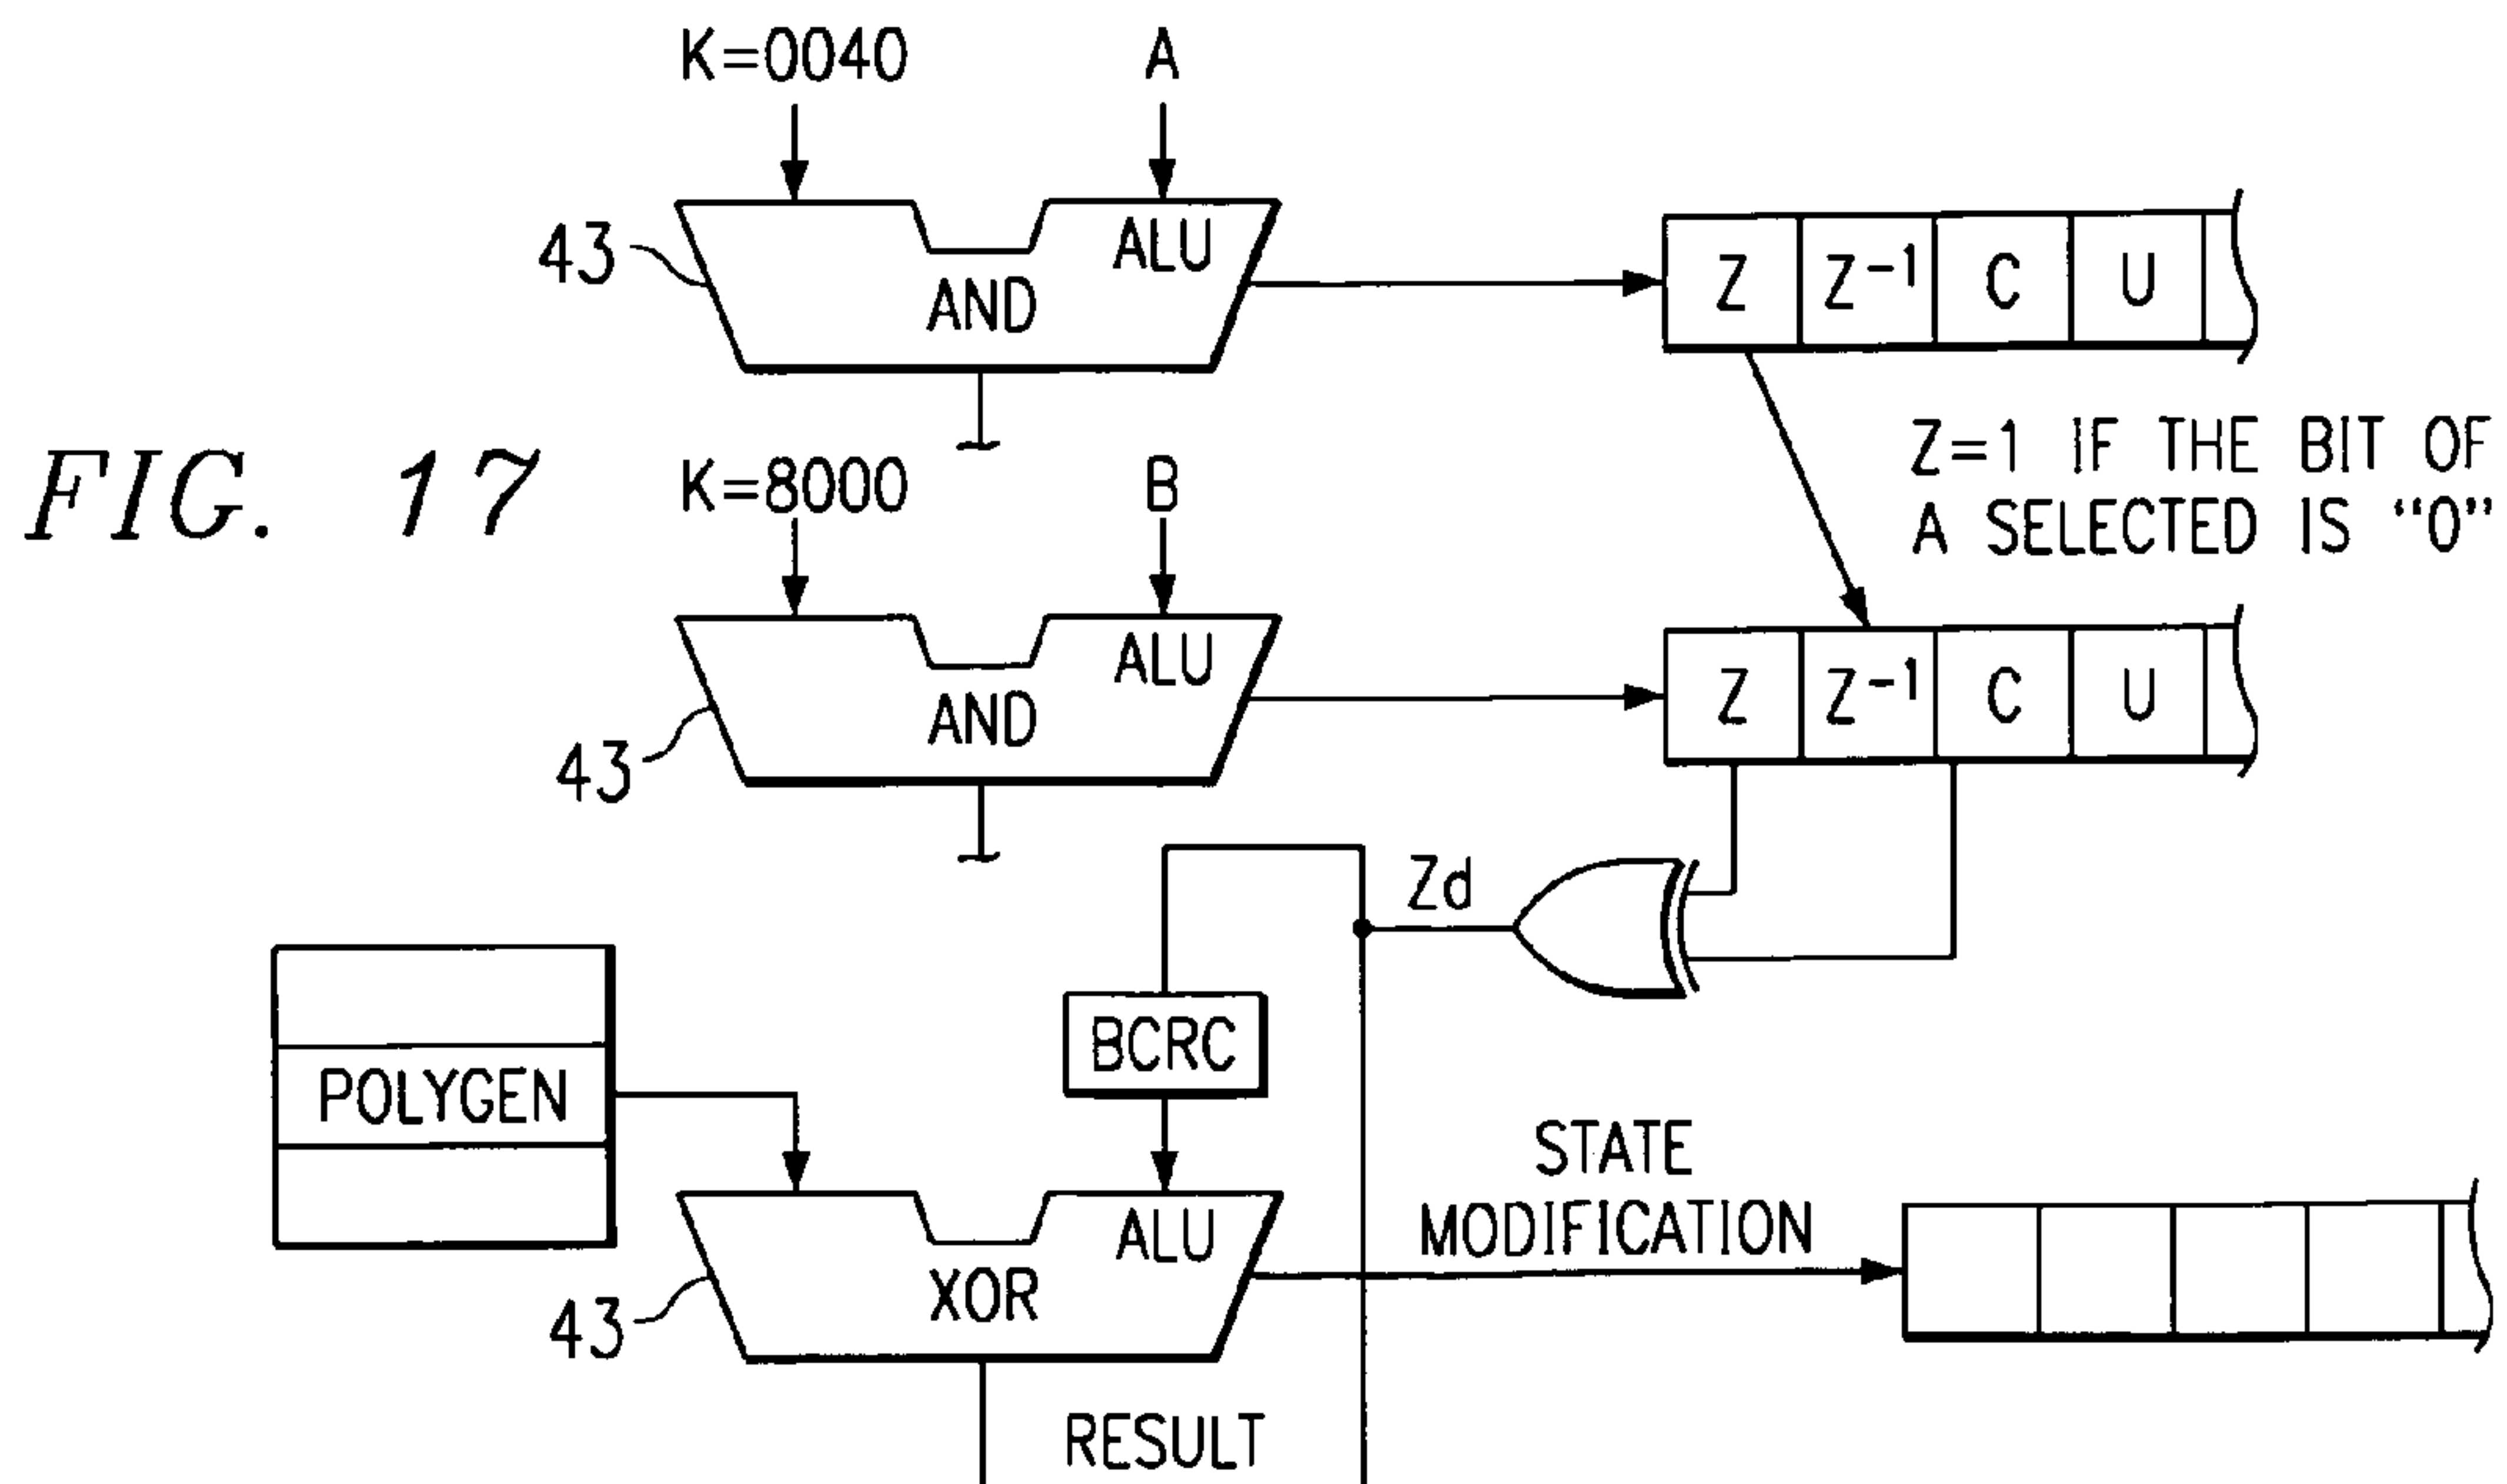 K=0040 A
43 ALU
AND
Z Z-1 C U
FIG. 17
K=8000 B
Z=1 IF THE BIT OF
A SELECTED IS “0”
ALU
AND
43
Z Z-1 C U
Zd
BCRC
POLYGEN
STATE
MODIFICATION
ALU
XOR
43
RESULT